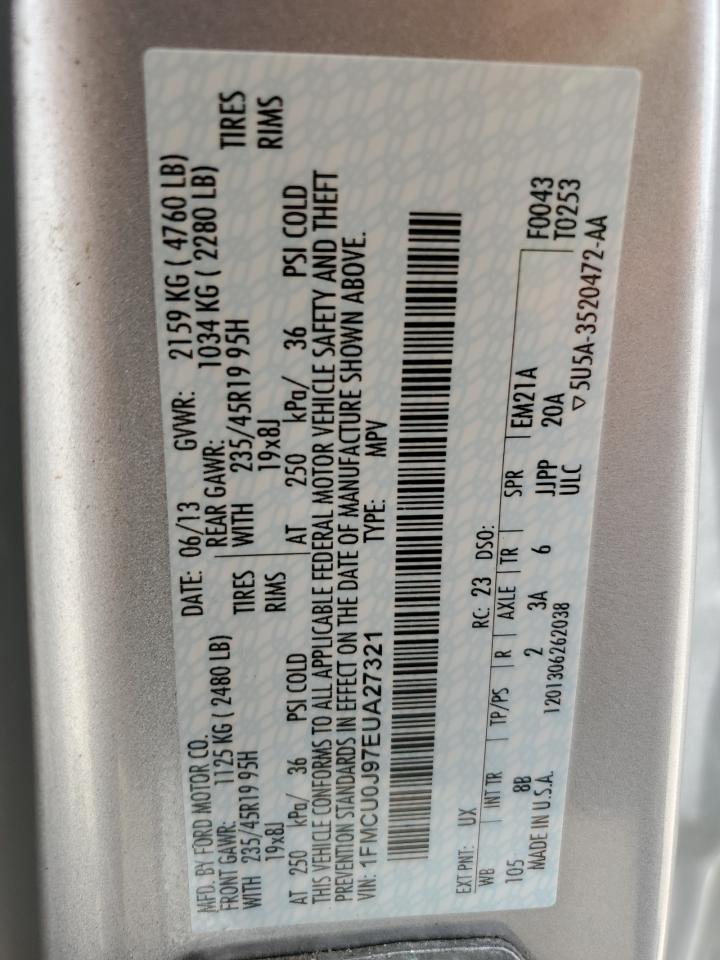 MFD. BY FORD MOTOR CO. DATE: 06/13 GVWR: 2159 KG ( 4760 LB)
FRONT GAWR: 1125 KG ( 2480 LB) REAR GAWR: 1034 KG ( 2280 LB)
WITH 235/45R19 95H TIRES WITH 235/45R19 95H TIRES
19x8J RIMS 19x8J RIMS
AT 250 kPa/ 36 PSI COLD AT 250 kPa/ 36 PSI COLD
THIS VEHICLE CONFORMS TO ALL APPLICABLE FEDERAL MOTOR VEHICLE SAFETY AND THEFT
PREVENTION STANDARDS IN EFFECT ON THE DATE OF MANUFACTURE SHOWN ABOVE.
VIN: 1FMCU0J97EUA27321 TYPE: MPV
EXT PNT: UX RC: 23 DSO:
WB INT TR TP/PS R AXLE TR SPR EM21A F0043
105 8B 2 3A 6 JJPP 20A T0253
ULC
MADE IN U.S.A. 1201306262038 ▽5U5A-3520472-AA